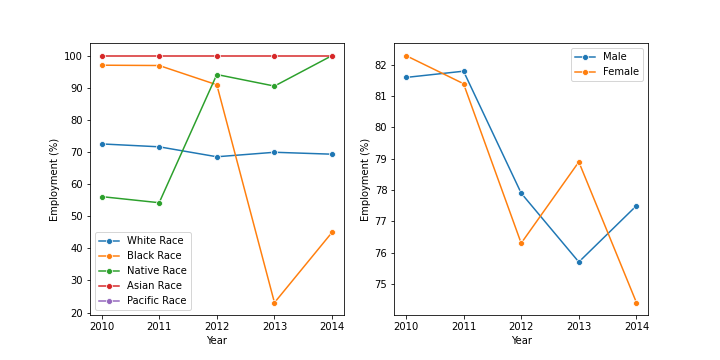 Employment (%)
100
90
80
70
60
50
40
30
20
White Race
Black Race
Native Race
Asian Race
Pacific Race
2010 2011 2012 2013 2014
Year
Employment (%)
82
81
80
79
78
77
76
75
Male
Female
2010 2011 2012 2013 2014
Year